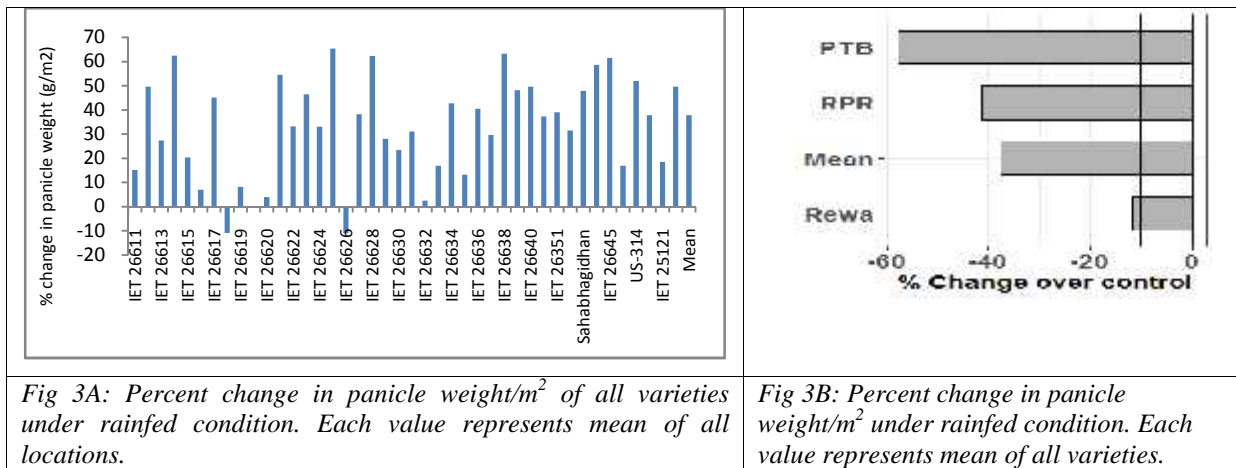 % change in panicle weight (g/m2)
70
60
50
40
30
20
10
0
-10
-20
IET 26611
IET 26613
IET 26615
IET 26617
IET 26619
IET 26620
IET 26622
IET 26624
IET 26626
IET 26628
IET 26630
IET 26632
IET 26634
IET 26636
IET 26638
IET 26640
IET 26351
Sahabhagidhan
IET 26645
US-314
IET 25121
Mean
PTB
RPR
Mean
Rewa
-60 -40 -20 0
% Change over control
Fig 3A: Percent change in panicle weight/m² of all varieties
under rainfed condition. Each value represents mean of all
locations.
Fig 3B: Percent change in panicle
weight/m² under rainfed condition. Each
value represents mean of all varieties.